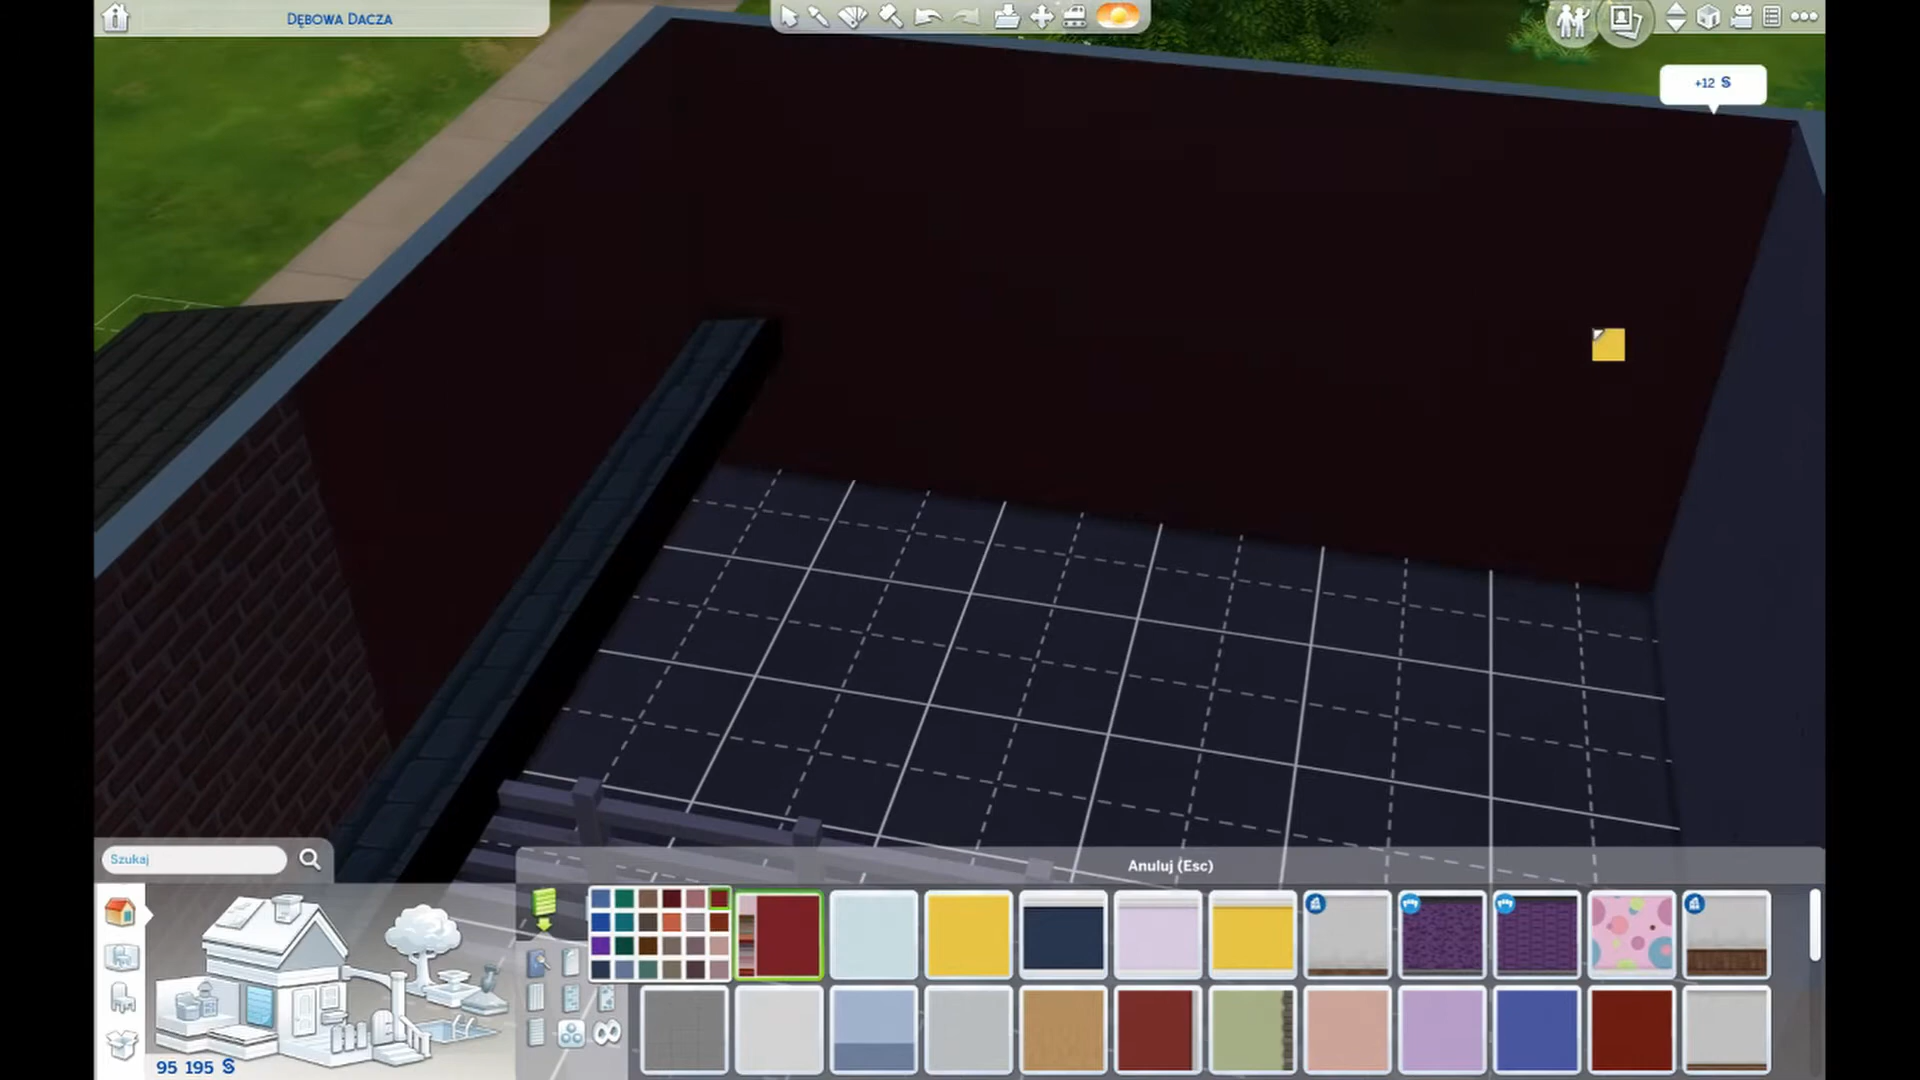 DĘBOWA DACZA
+12 $
Szukaj
Anuluj (Esc)
95 195 $